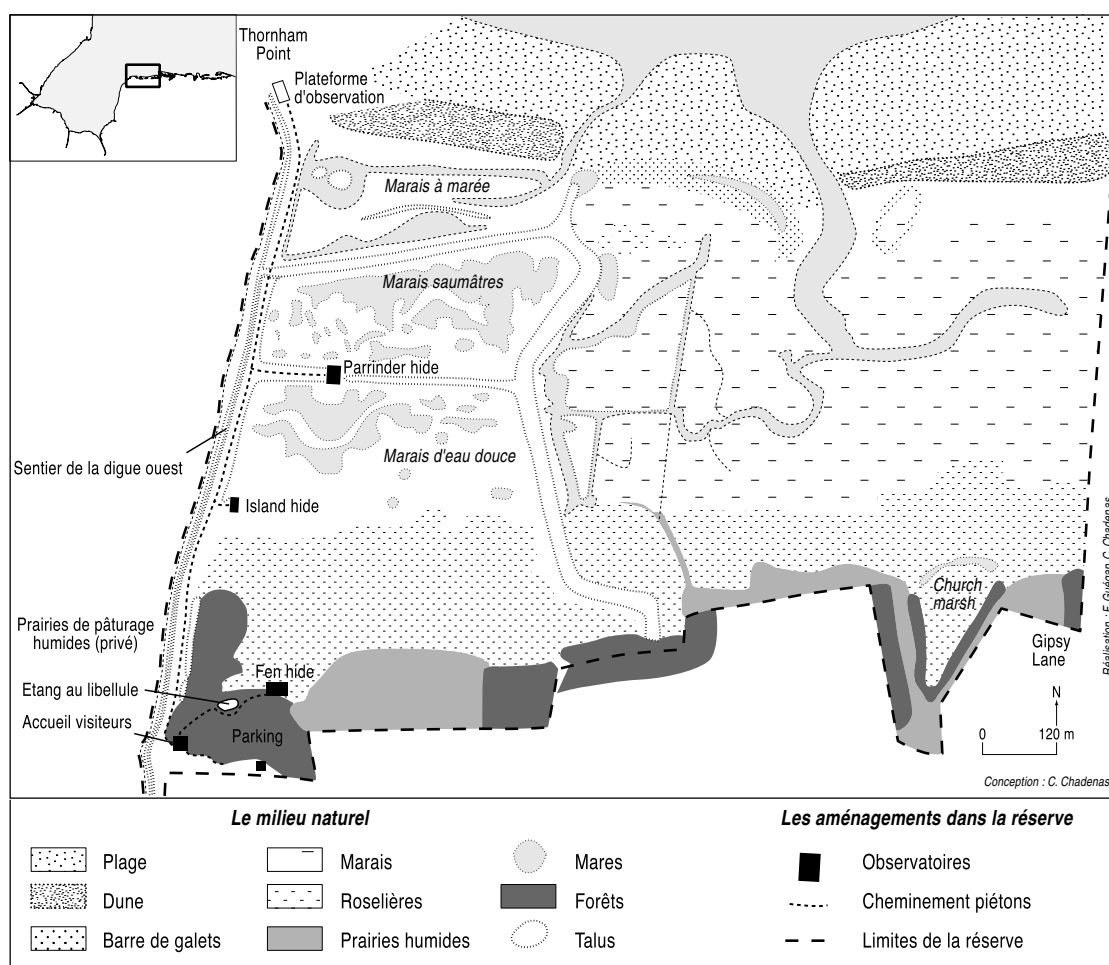 Thornham
Point
Plateforme
d'observation
Marais à marée
Marais saumâtres
Parrinder hide
Sentier de la digue ouest
Marais d'eau douce
Island hide
Church
marsh
Prairies de pâturage
humides (privé)
Gipsy
Lane
Fen hide
Etang au libellule
Accueil visiteurs
Parking
N
0 120 m
Réalisation : F. Guégan, C. Chadenas
Conception : C. Chadenas
Le milieu naturel
Les aménagements dans la réserve
Plage
Marais
Mares
Observatoires
Dune
Roselières
Forêts
Cheminement piétons
Barre de galets
Prairies humides
Talus
Limites de la réserve